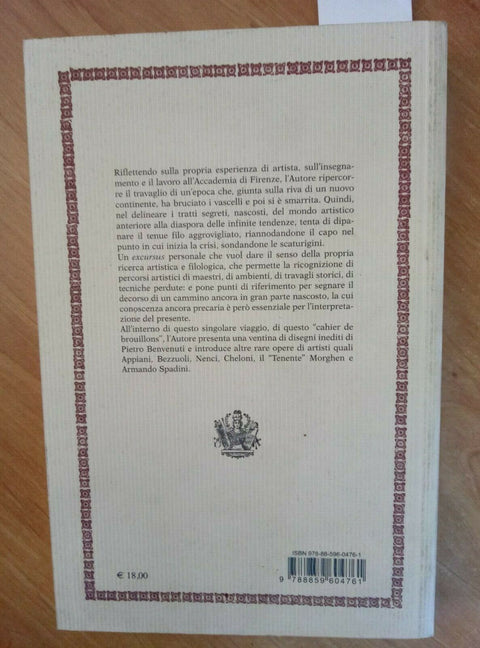 Riflettendo sulla propria esperienza di artista, sull'insegna-
mento e il lavoro all'Accademia di Firenze, l'Autore ripercor-
re il travaglio di un'epoca che, giunta sulla riva di un nuovo
continente, ha bruciato i vascelli e poi si è smarrita. Quindi,
nel delineare i tratti segreti, nascosti, del mondo artistico
anteriore alla diaspora delle infinite tendenze, tenta di dipa-
nare il tenue filo aggrovigliato, riannodandone il capo nel
punto in cui inizia la crisi, sondandone le scaturigini.
Un excursus personale che vuol dare il senso della propria
ricerca artistica e filologica, che permette la ricognizione di
percorsi artistici di maestri, di ambienti, di travagli storici, di
tecniche perdute: e pone punti di riferimento per segnare il
decorso di un cammino ancora in gran parte nascosto, la cui
conoscenza ancora precaria è però essenziale per l'interpreta-
zione del presente.
All'interno di questo singolare viaggio, di questo "cahier de
brouillons", l'Autore presenta una ventina di disegni inediti di
Pietro Benvenuti e introduce altre rare opere di artisti quali
Appiani, Bezzuoli, Nenci, Cheloni, il "Tenente" Morghen e
Armando Spadini.
ISBN 978-88-596-0476-1
9 788859 604761
€ 18,00